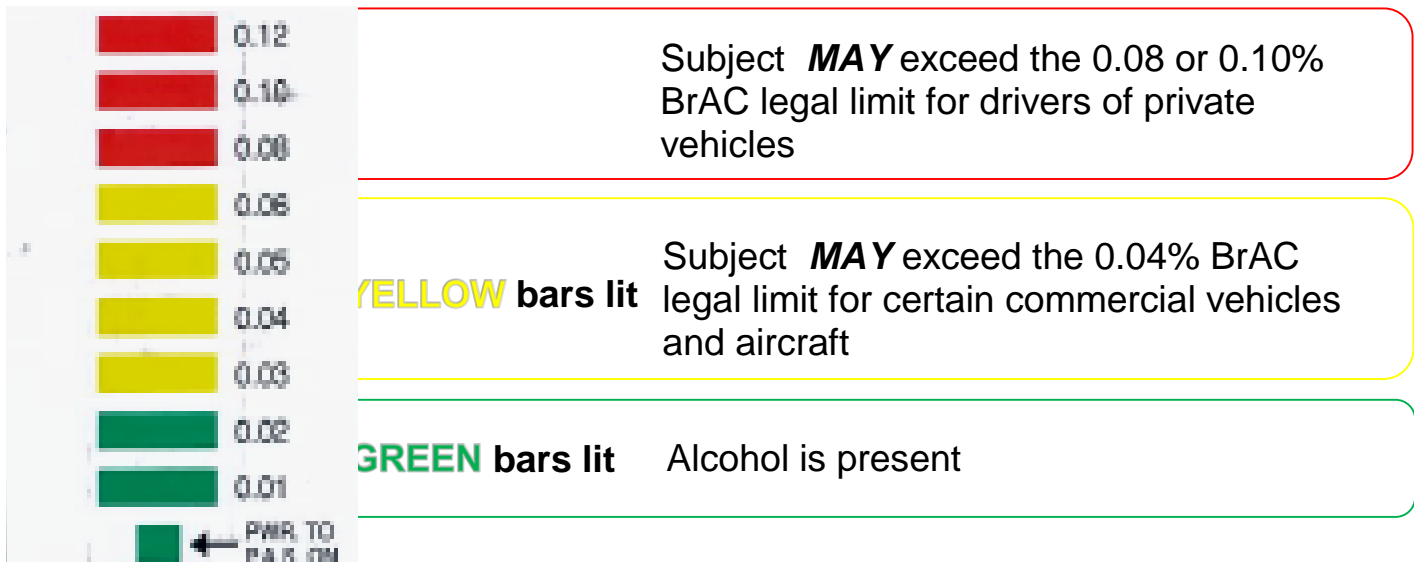 0.12
0.10
0.08
0.06
0.05
0.04
0.03
0.02
0.01
PWR. TO
P.A.S. ON
Subject MAY exceed the 0.08 or 0.10%
BrAC legal limit for drivers of private
vehicles
YELLOW bars lit
Subject MAY exceed the 0.04% BrAC
legal limit for certain commercial vehicles
and aircraft
GREEN bars lit
Alcohol is present